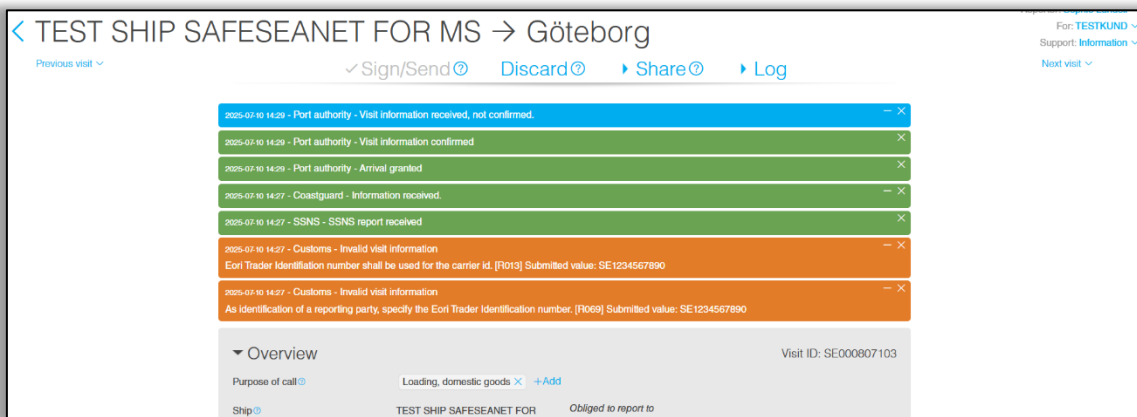 TEST SHIP SAFESEANET FOR MS → Göteborg
For: TESTKUND
Support: Information
Previous visit
Sign/Send
Discard
Share
Log
Next visit
2025-07-10 14:29 - Port authority - Visit information received, not confirmed.
2025-07-10 14:29 - Port authority - Visit information confirmed
2025-07-10 14:29 - Port authority - Arrival granted
2025-07-10 14:27 - Coastguard - Information received.
2025-07-10 14:27 - SSNS - SSNS report received
2025-07-10 14:27 - Customs - Invalid visit information
Eori Trader Identifiation number shall be used for the carrier id. [R013] Submitted value: SE1234567890
2025-07-10 14:27 - Customs - Invalid visit information
As identification of a reporting party, specify the Eori Trader Identification number. [R069] Submitted value: SE1234567890
Overview
Visit ID: SE000807103
Purpose of call
Loading, domestic goods × +Add
Ship
TEST SHIP SAFESEANET FOR
Obliged to report to